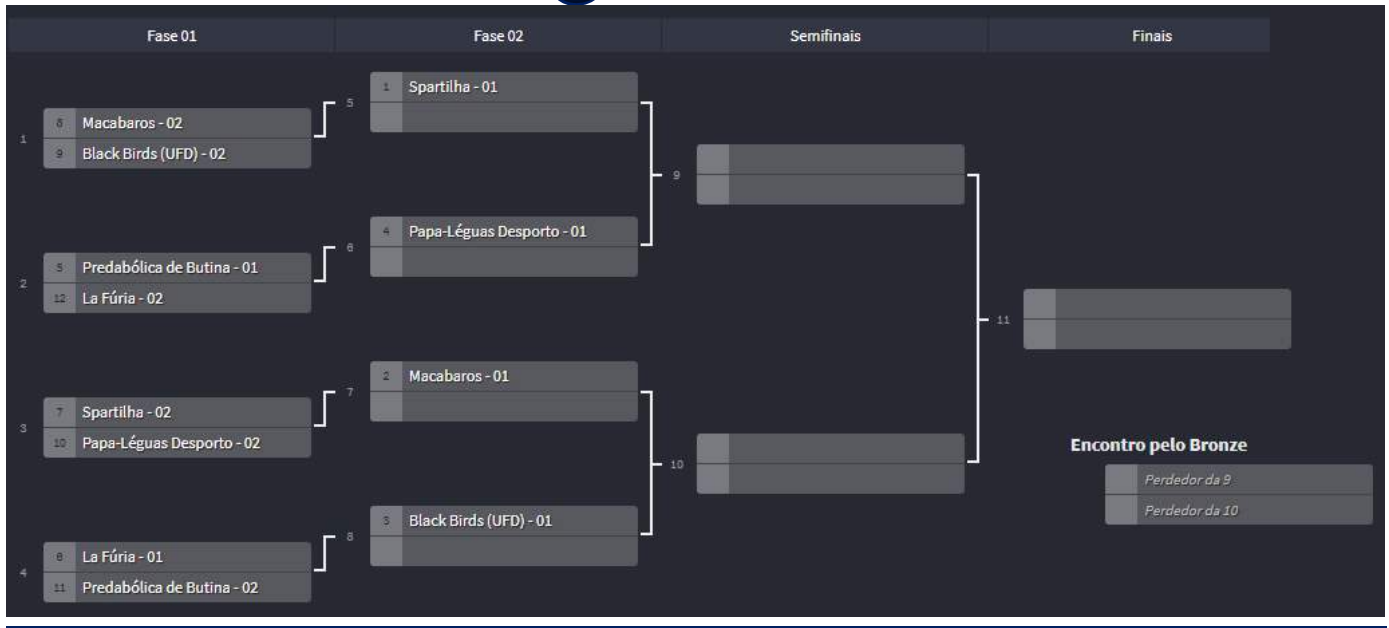 Fase 01
Fase 02
Semifinais
Finais
1
8 Macabaros - 02
9 Black Birds (UFD) - 02
2
5 Predabólica de Butina - 01
12 La Fúria - 02
3
7 Spartilha - 02
10 Papa-Léguas Desporto - 02
4
6 La Fúria - 01
11 Predabólica de Butina - 02
5
1 Spartilha - 01
6
4 Papa-Léguas Desporto - 01
7
2 Macabaros - 01
8
3 Black Birds (UFD) - 01
9
10
11
Encontro pelo Bronze
Perdedor da 9
Perdedor da 10